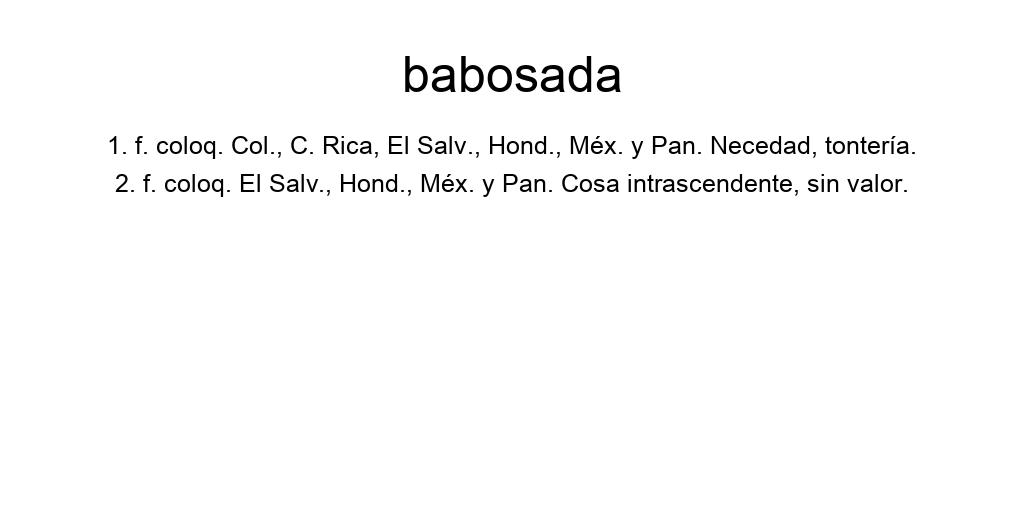 babosada
1. f. coloq. Col., C. Rica, El Salv., Hond., Méx. y Pan. Necedad, tontería.
2. f. coloq. El Salv., Hond., Méx. y Pan. Cosa intrascendente, sin valor.